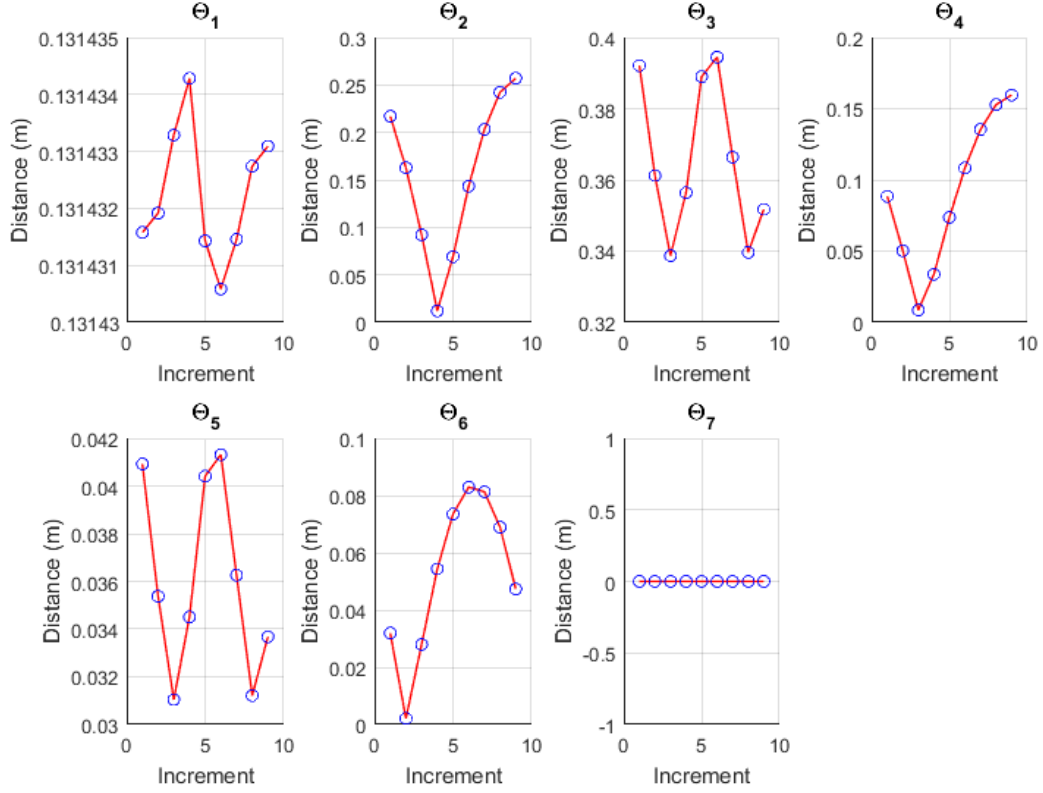 Θ1 Θ2 Θ3 Θ4
0.131435 0.3 0.4 0.2
0.131434 0.25 0.38 0.15
0.131433 0.2 0.36 0.1
0.131432 0.15 0.34 0.05
0.131431 0.1 0.32 0
0.13143 0.05
0
Distance (m) Distance (m) Distance (m) Distance (m)
0 5 10 0 5 10 0 5 10 0 5 10
Increment Increment Increment Increment
Θ5 Θ6 Θ7
0.042 0.1 1
0.04 0.08 0.5
0.038 0.06 0
0.036 0.04 -0.5
0.034 0.02 -1
0.032 0
0.03
Distance (m) Distance (m) Distance (m)
0 5 10 0 5 10 0 5 10
Increment Increment Increment